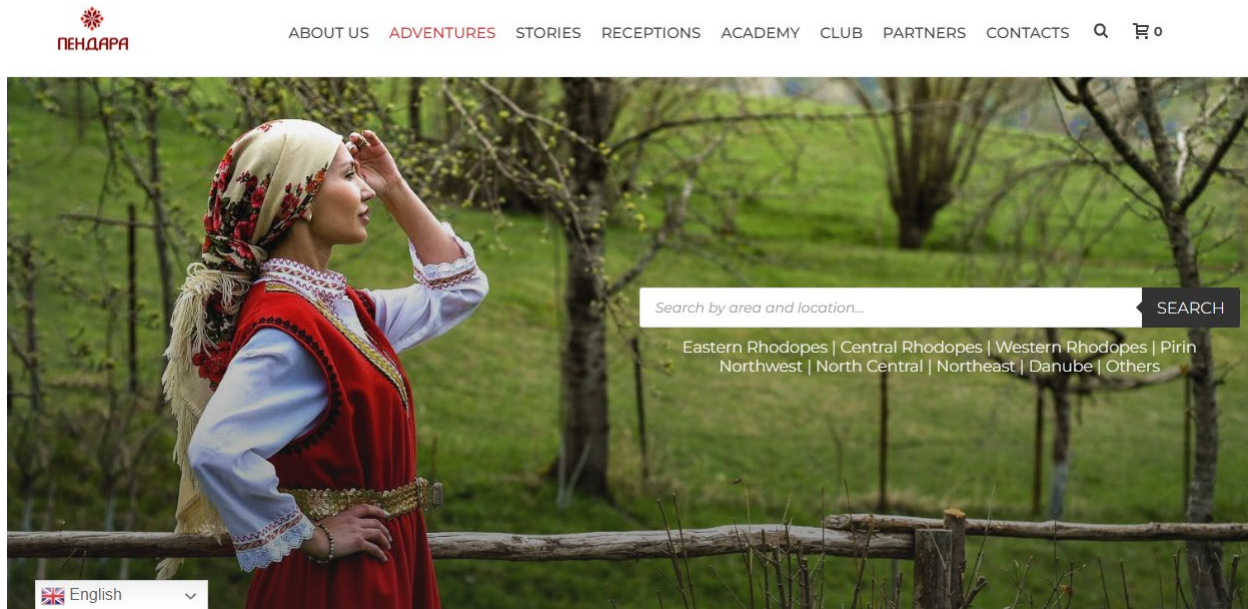 ПЕНДАРА
ABOUT US ADVENTURES STORIES RECEPTIONS ACADEMY CLUB PARTNERS CONTACTS 0
Search by area and location...
SEARCH
Eastern Rhodopes | Central Rhodopes | Western Rhodopes | Pirin
Northwest | North Central | Northeast | Danube | Others
English